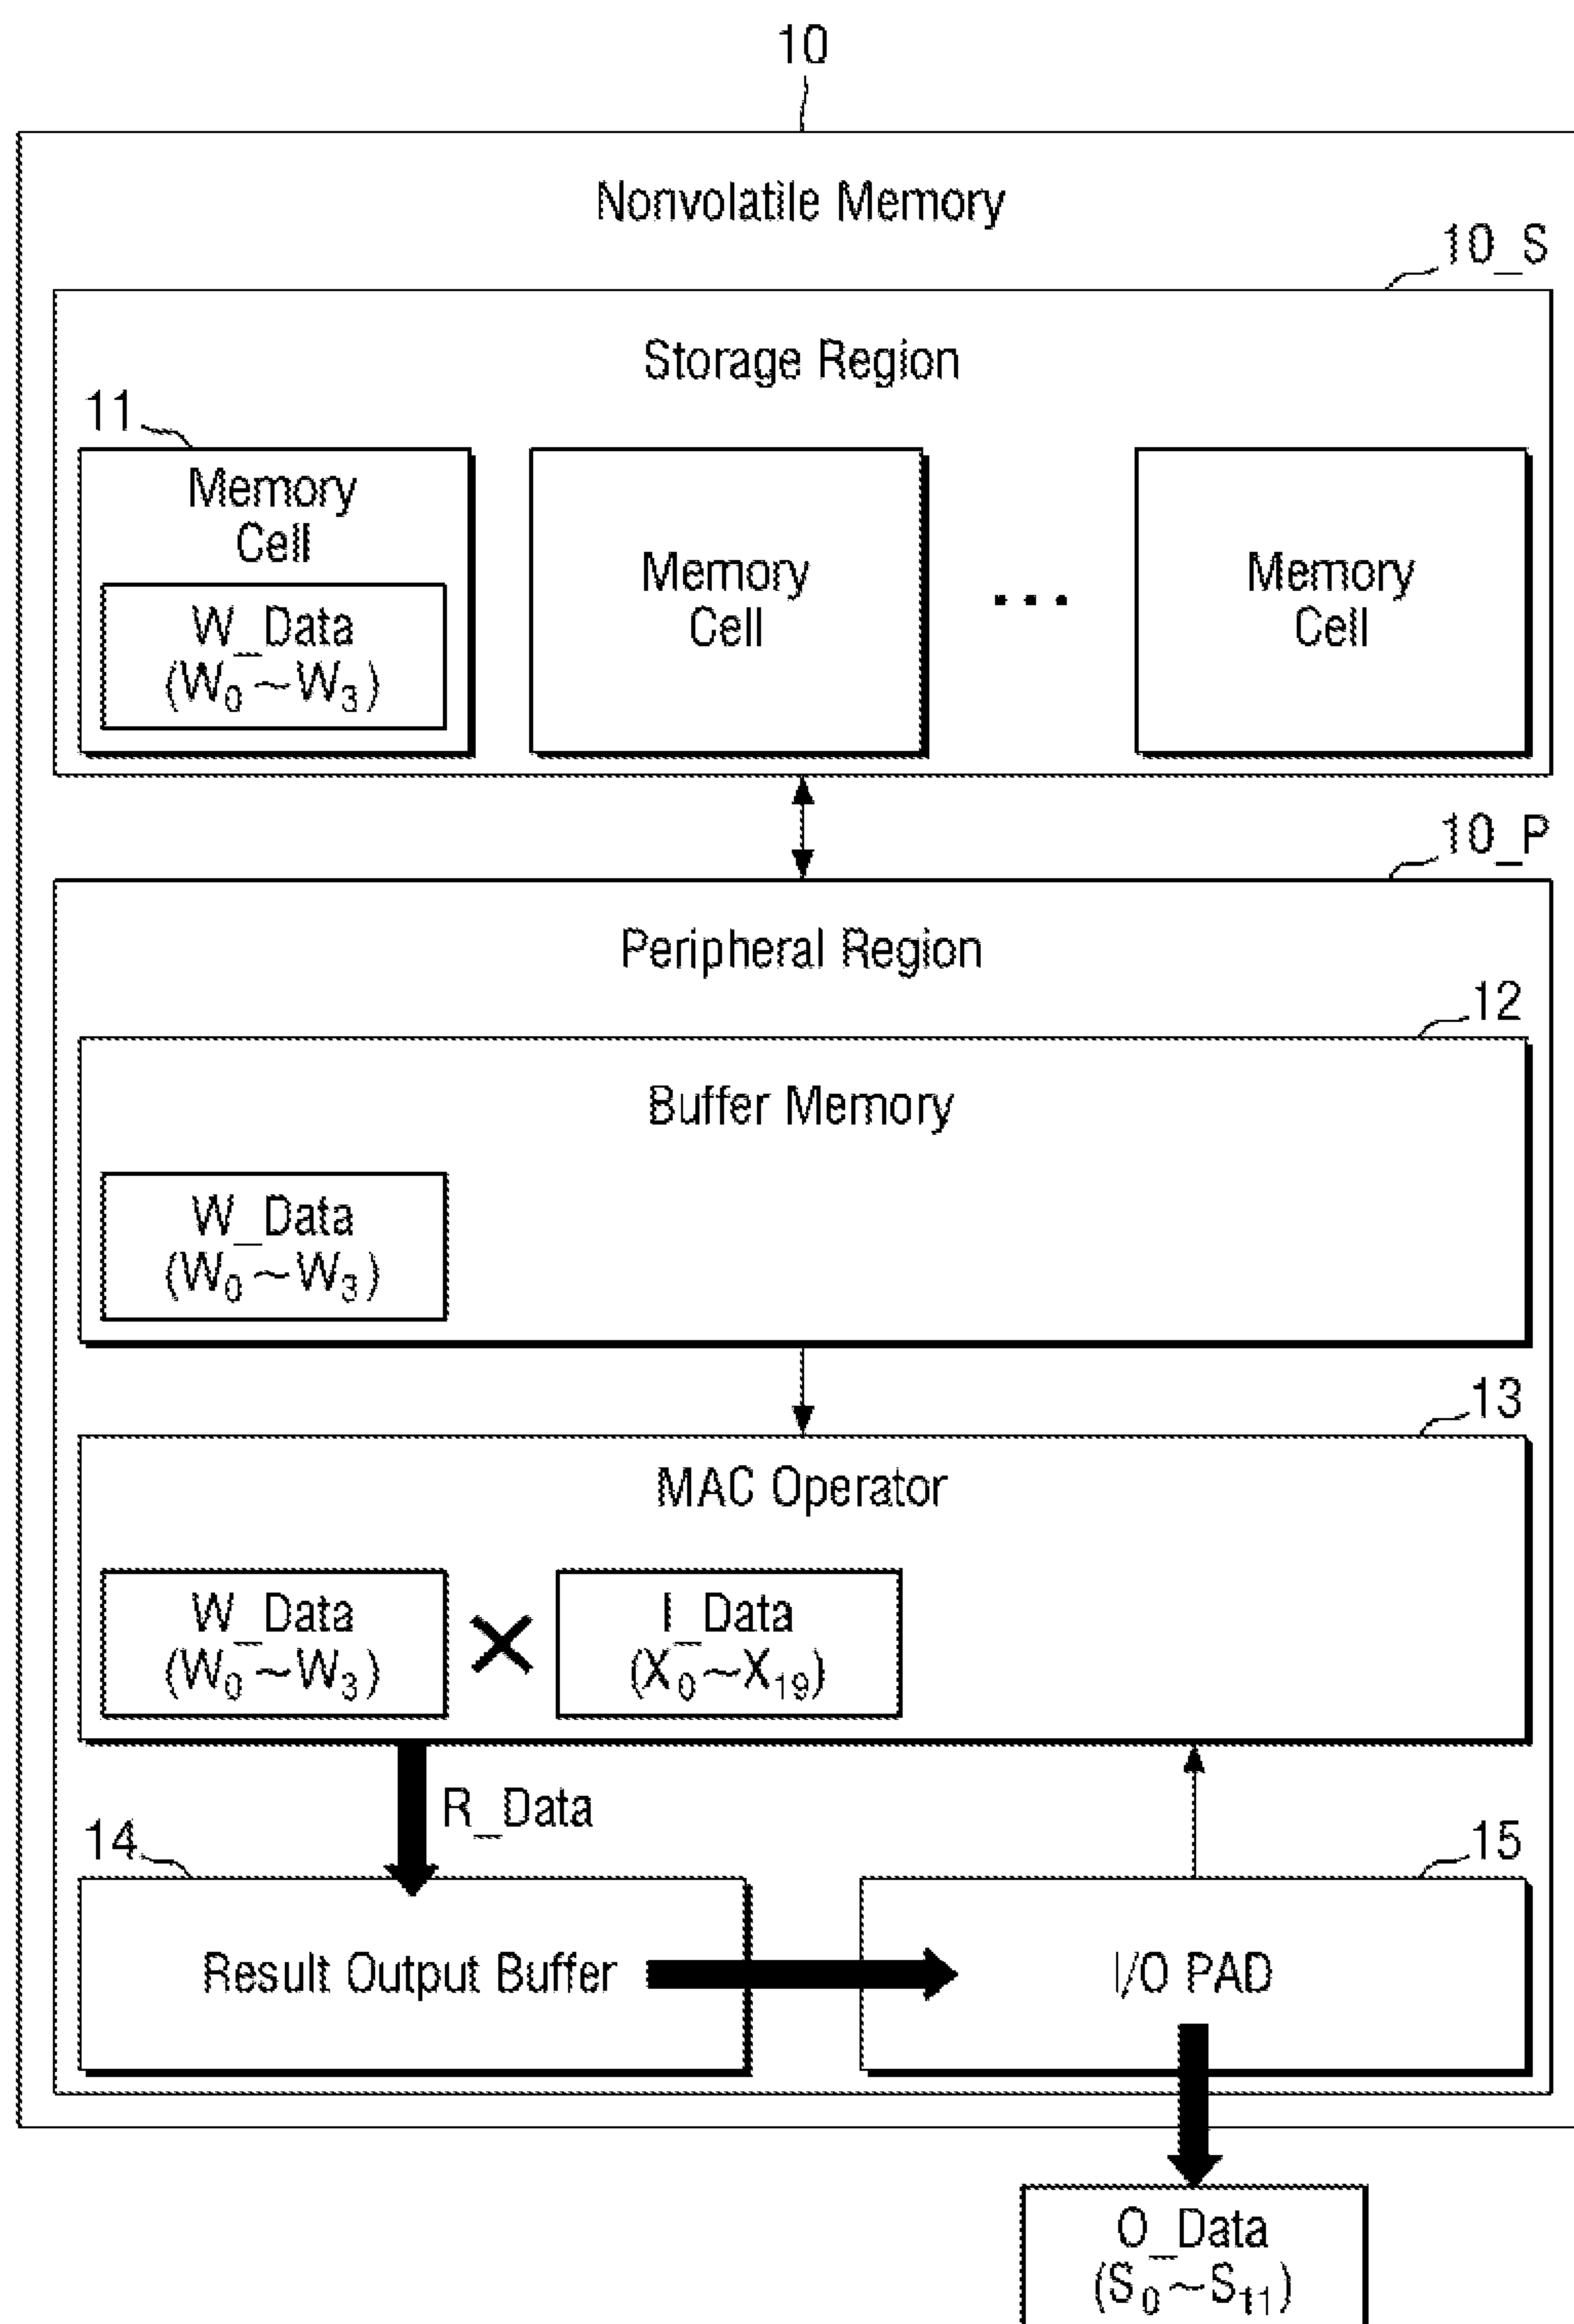 10
Nonvolatile Memory
10_S
Storage Region
11
Memory
Cell
W_Data
(W₀~W₃)
Memory
Cell
...
Memory
Cell
10_P
Peripheral Region
12
Buffer Memory
W_Data
(W₀~W₃)
13
MAC Operator
W_Data
(W₀~W₃)
×
I_Data
(X₀~X₁₉)
R_Data
14
15
Result Output Buffer
I/O PAD
O_Data
(S₀~S₁₁)